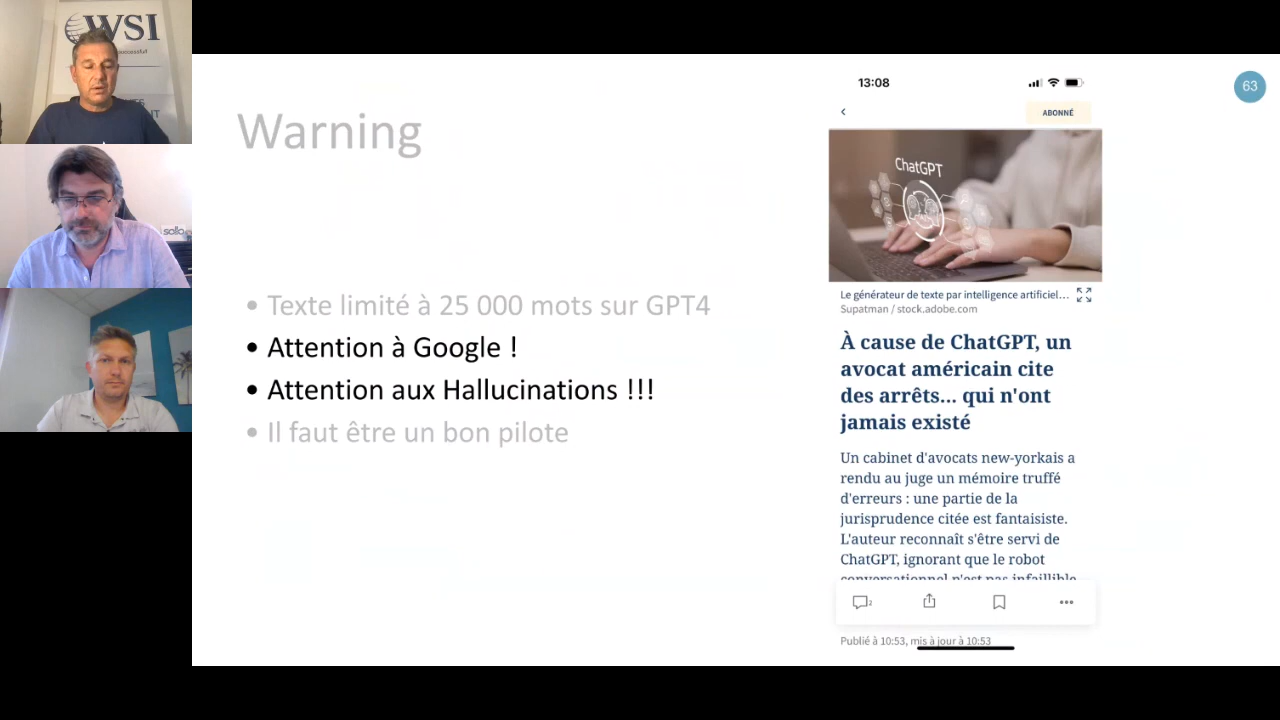 WSI
sollo
Warning
• Texte limité à 25 000 mots sur GPT4
• Attention à Google !
• Attention aux Hallucinations !!!
• Il faut être un bon pilote
13:08
63
ABONNÉ
ChatGPT
Le générateur de texte par intelligence artificiel…
Supatman / stock.adobe.com
À cause de ChatGPT, un
avocat américain cite
des arrêts... qui n'ont
jamais existé
Un cabinet d'avocats new-yorkais a
rendu au juge un mémoire truffé
d'erreurs : une partie de la
jurisprudence citée est fantaisiste.
L'auteur reconnaît s'être servi de
ChatGPT, ignorant que le robot
conversationnel n'est pas infaillible
2
Publié à 10:53, mis à jour à 10:53